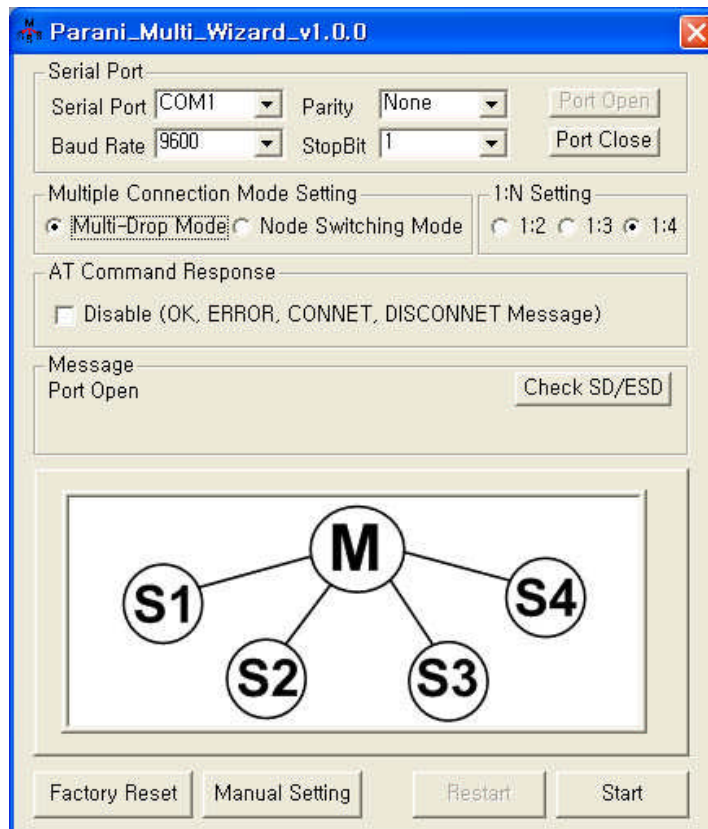 Parani_Multi_Wizard_v1.0.0
Serial Port
Serial Port COM1 Parity None Port Open
Baud Rate 9600 StopBit 1 Port Close
Multiple Connection Mode Setting 1:N Setting
Multi-Drop Mode Node Switching Mode 1:2 1:3 1:4
AT Command Response
Disable (OK, ERROR, CONNET, DISCONNET Message)
Message
Port Open Check SD/ESD
M
S1 S4
S2 S3
Factory Reset Manual Setting Restart Start